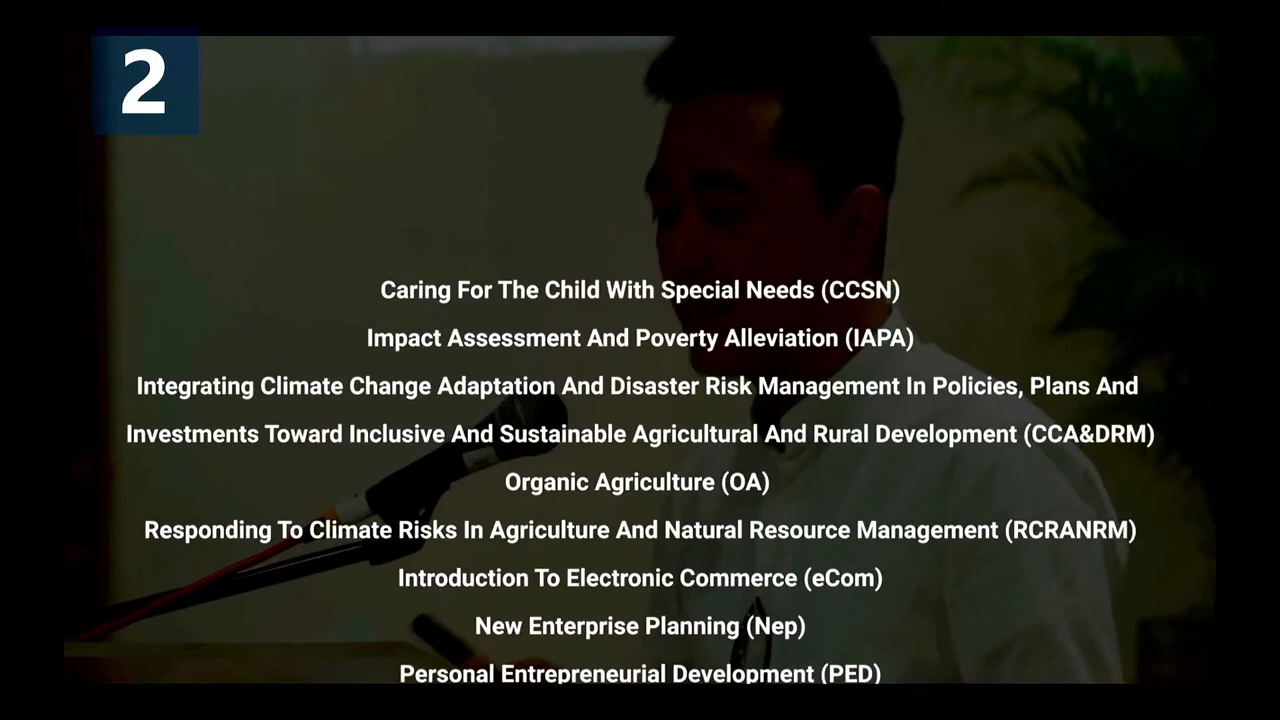 2
Caring For The Child With Special Needs (CCSN)
Impact Assessment And Poverty Alleviation (IAPA)
Integrating Climate Change Adaptation And Disaster Risk Management In Policies, Plans And
Investments Toward Inclusive And Sustainable Agricultural And Rural Development (CCA&DRM)
Organic Agriculture (OA)
Responding To Climate Risks In Agriculture And Natural Resource Management (RCRANRM)
Introduction To Electronic Commerce (eCom)
New Enterprise Planning (Nep)
Personal Entrepreneurial Development (PED)